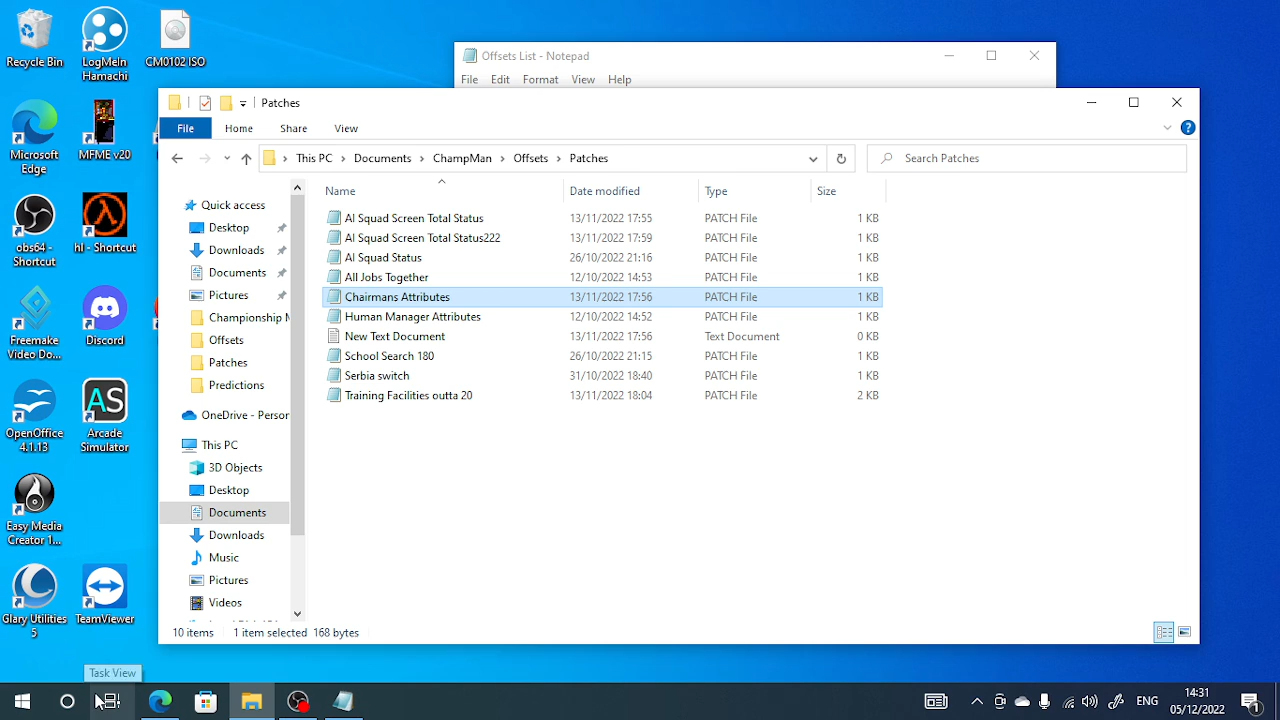 Recycle Bin
LogMeIn
Hamachi
CM0102 ISO
Microsoft
Edge
MFME v20
obs64 -
Shortcut
hl - Shortcut
Freemake
Video Do...
Discord
OpenOffice
4.1.13
Arcade
Simulator
Easy Media
Creator 1...
Glary Utilities
5
TeamViewer
Offsets List - Notepad
File Edit Format View Help
Patches
File Home Share View
This PC Documents ChampMan Offsets Patches
Search Patches
Quick access
Desktop
Downloads
Documents
Pictures
Championship M
Offsets
Patches
Predictions
OneDrive - Person
This PC
3D Objects
Desktop
Documents
Downloads
Music
Pictures
Videos
Name Date modified Type Size
AI Squad Screen Total Status 13/11/2022 17:55 PATCH File 1 KB
AI Squad Screen Total Status222 13/11/2022 17:59 PATCH File 1 KB
AI Squad Status 26/10/2022 21:16 PATCH File 1 KB
All Jobs Together 12/10/2022 14:53 PATCH File 1 KB
Chairmans Attributes 13/11/2022 17:56 PATCH File 1 KB
Human Manager Attributes 12/10/2022 14:52 PATCH File 1 KB
New Text Document 13/11/2022 17:56 Text Document 0 KB
School Search 180 26/10/2022 21:15 PATCH File 1 KB
Serbia switch 31/10/2022 18:40 PATCH File 1 KB
Training Facilities outta 20 13/11/2022 18:04 PATCH File 2 KB
10 items 1 item selected 168 bytes
Task View
ENG
14:31
05/12/2022
1